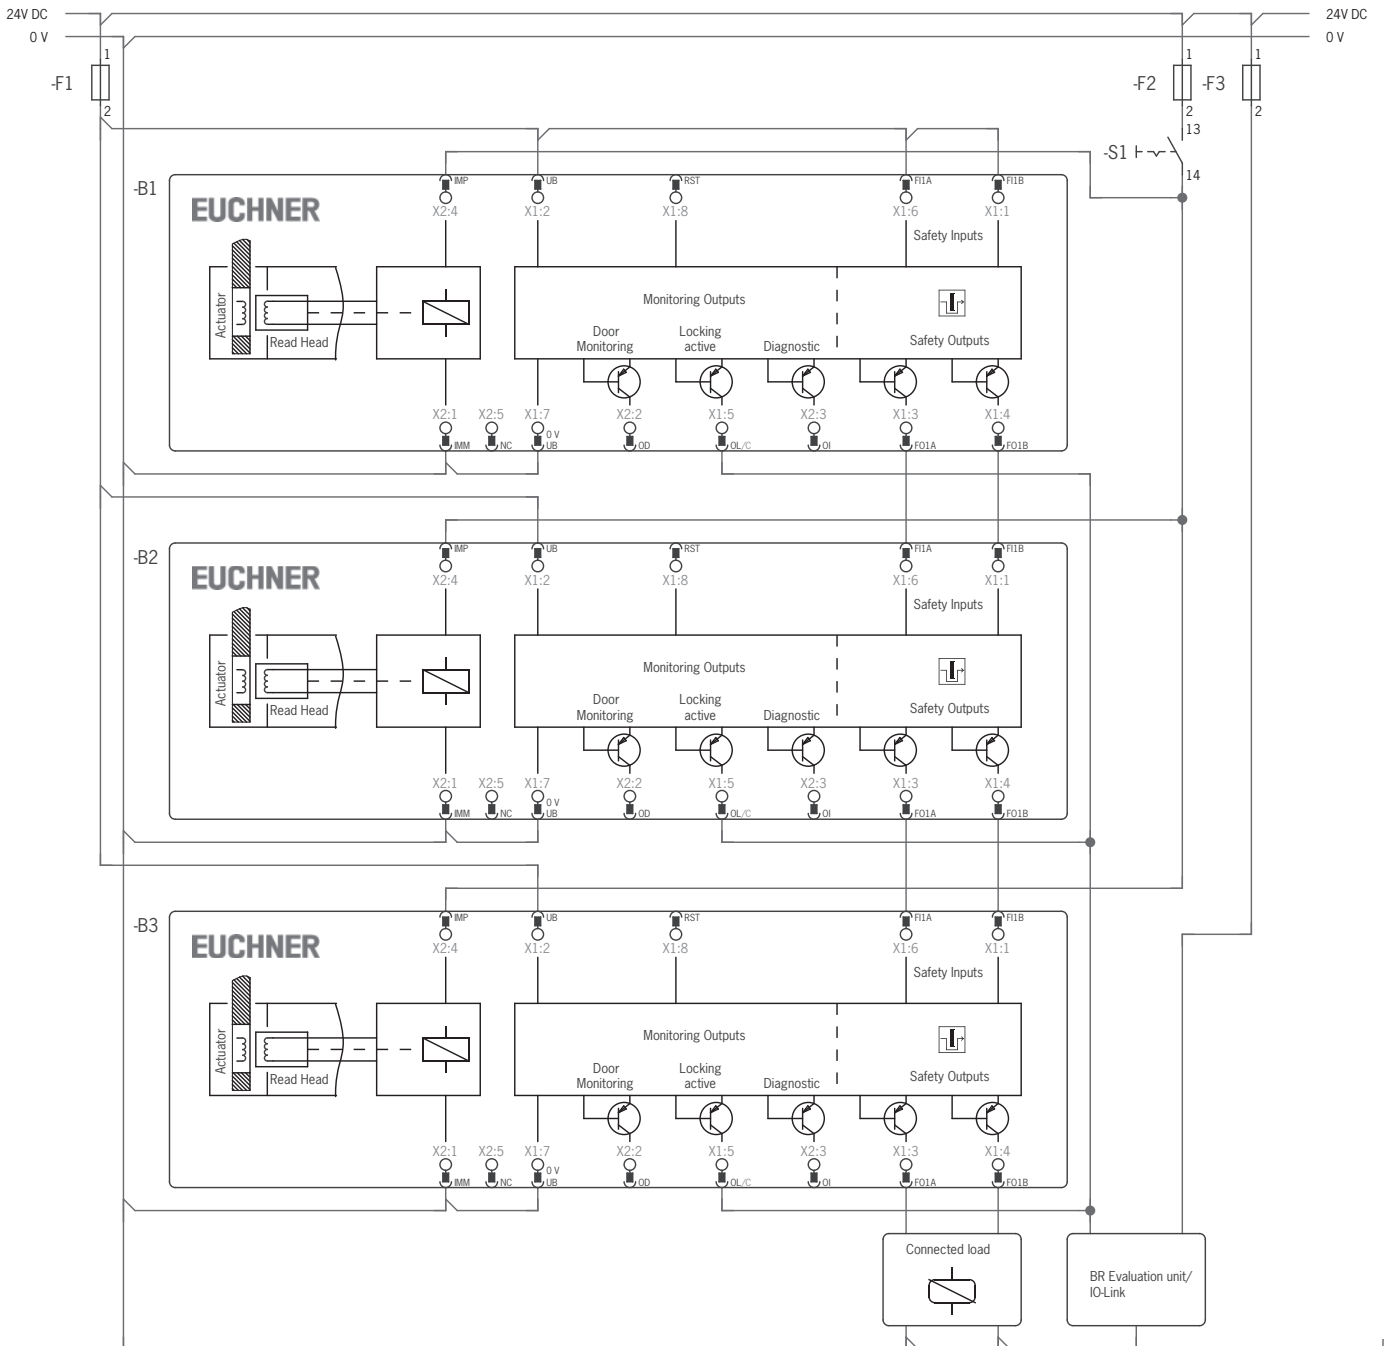 24V DC
24V DC
0 V
0 V
1
1
1
-F1
-F2
-F3
2
2
2
13
-S1
14
-B1
IMP
UB
RST
FI1A
FI1B
EUCHNER
X2:4
X1:2
X1:8
X1:6
X1:1
Safety Inputs
Actuator
Monitoring Outputs
Read Head
Door
Monitoring
Locking
active
Diagnostic
Safety Outputs
X2:1
X2:5
X1:7
X2:2
X1:5
X2:3
X1:3
X1:4
IMM
NC
0 V
UB
OD
OL/C
OI
FO1A
FO1B
-B2
IMP
UB
RST
FI1A
FI1B
EUCHNER
X2:4
X1:2
X1:8
X1:6
X1:1
Safety Inputs
Actuator
Monitoring Outputs
Read Head
Door
Monitoring
Locking
active
Diagnostic
Safety Outputs
X2:1
X2:5
X1:7
X2:2
X1:5
X2:3
X1:3
X1:4
IMM
NC
0 V
UB
OD
OL/C
OI
FO1A
FO1B
-B3
IMP
UB
RST
FI1A
FI1B
EUCHNER
X2:4
X1:2
X1:8
X1:6
X1:1
Safety Inputs
Actuator
Monitoring Outputs
Read Head
Door
Monitoring
Locking
active
Diagnostic
Safety Outputs
X2:1
X2:5
X1:7
X2:2
X1:5
X2:3
X1:3
X1:4
IMM
NC
0 V
UB
OD
OL/C
OI
FO1A
FO1B
Connected load
BR Evaluation unit/
IO-Link